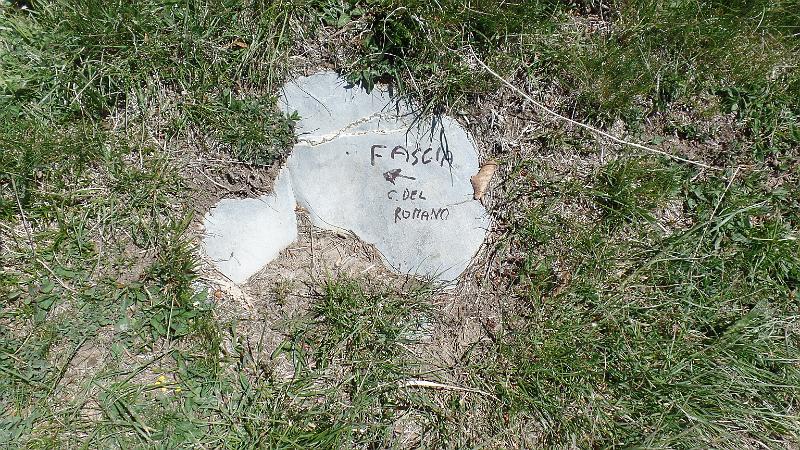 FASCIA
←
C. DEL
ROMANO